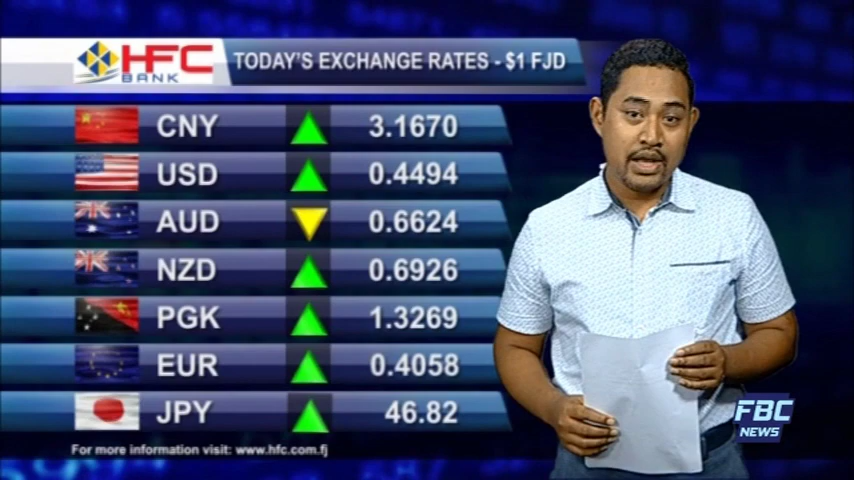 HFC
BANK
TODAY'S EXCHANGE RATES - $1 FJD
CNY 3.1670
USD 0.4494
AUD 0.6624
NZD 0.6926
PGK 1.3269
EUR 0.4058
JPY 46.82
For more information visit: www.hfc.com.fj
FBC
NEWS